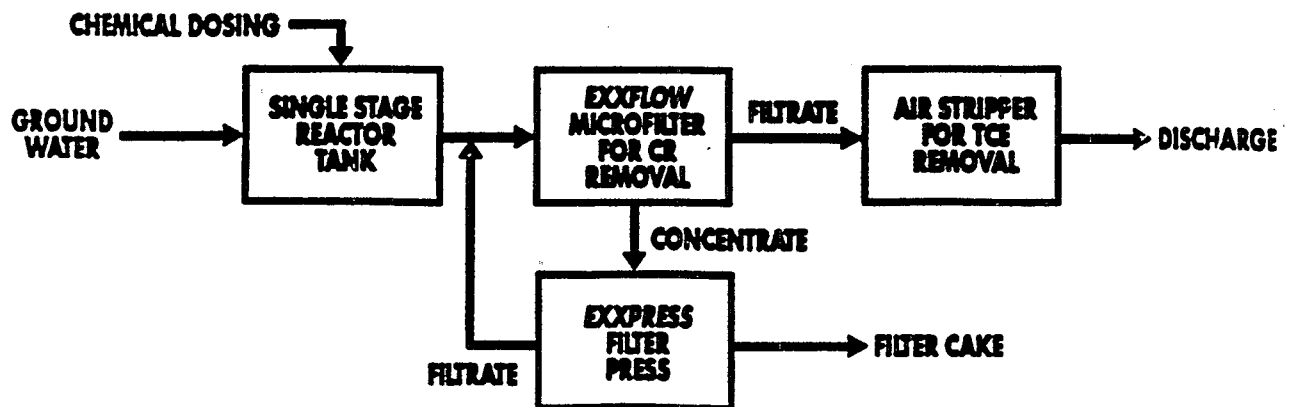 CHEMICAL DOSING
GROUND
WATER
SINGLE STAGE
REACTOR
TANK
EXXFLOW
MICROFILTER
FOR CR
REMOVAL
FILTRATE
AIR STRIPPER
FOR TCE
REMOVAL
DISCHARGE
CONCENTRATE
EXXPRESS
FILTER
PRESS
FILTRATE
FILTER CAKE